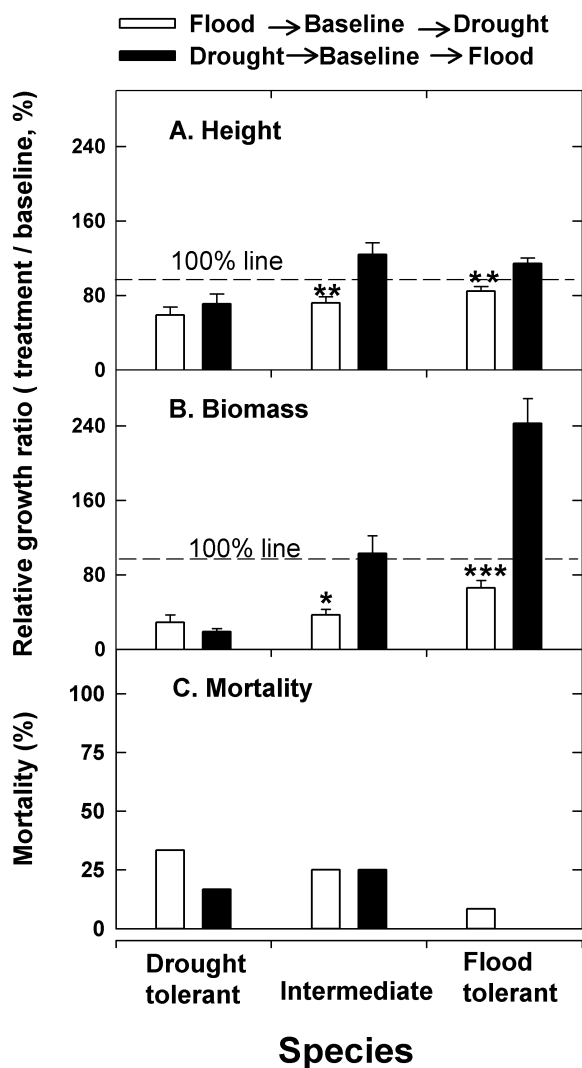 Flood → Baseline → Drought
Drought → Baseline → Flood
Relative growth ratio ( treatment / baseline, %)
A. Height
240
160
100% line
80
**
**
0
B. Biomass
240
160
100% line
80
*
***
0
Mortality (%)
C. Mortality
100
75
50
25
0
Drought tolerant
Intermediate
Flood tolerant
Species